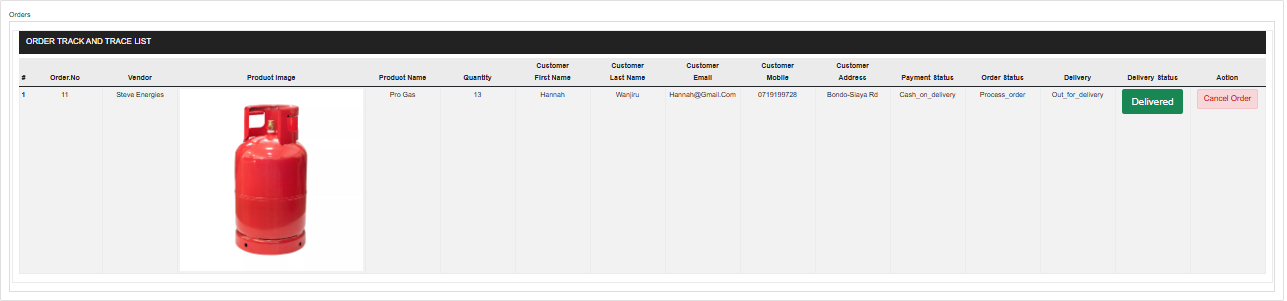 Orders
ORDER TRACK AND TRACE LIST
# Order.No Vendor Product Image Product Name Quantity Customer First Name Customer Last Name Customer Email Customer Mobile Customer Address Payment Status Order Status Delivery Delivery Status Action
1 11 Steve Energies Pro Gas 13 Hannah Wanjiru Hannah@Gmail.Com 0719199728 Bondo-Siaya Rd Cash_on_delivery Process_order Out_for_delivery Delivered Cancel Order